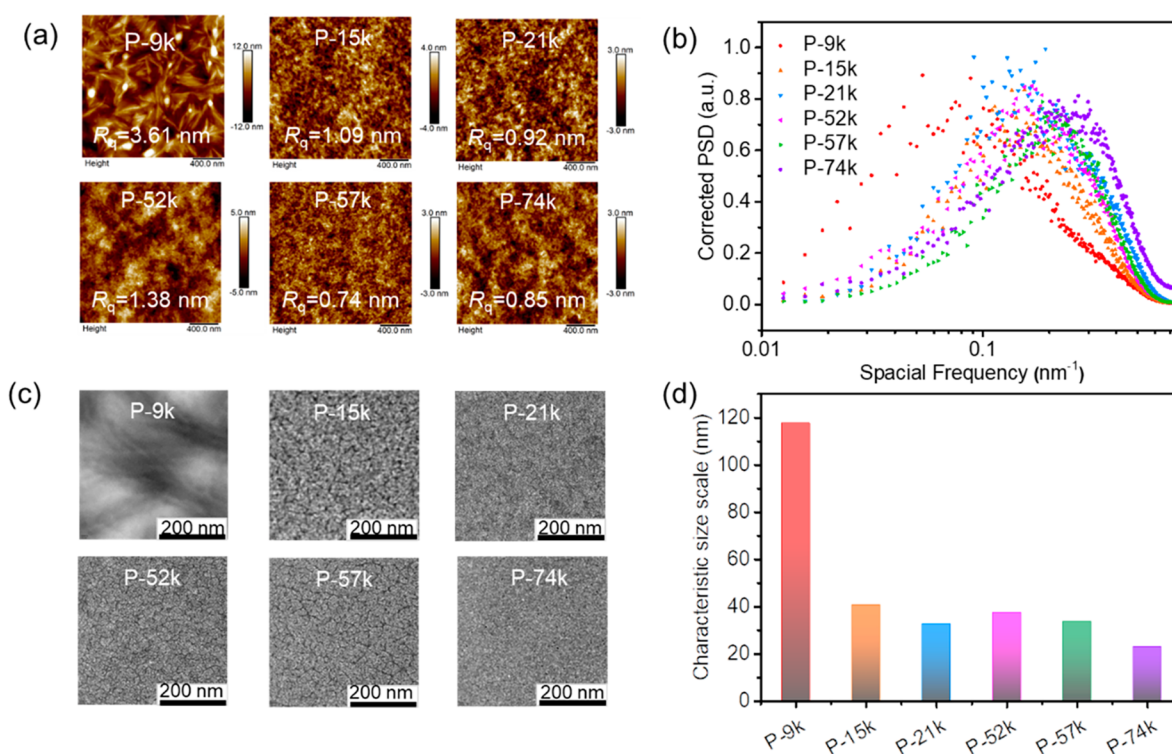 (a)
P-9k
12.0 nm
-12.0 nm
Rq=3.61 nm
Height
400.0 nm
P-15k
4.0 nm
-4.0 nm
Rq=1.09 nm
Height
400.0 nm
P-21k
3.0 nm
-3.0 nm
Rq=0.92 nm
Height
400.0 nm
P-52k
5.0 nm
-5.0 nm
Rq=1.38 nm
Height
400.0 nm
P-57k
3.0 nm
-3.0 nm
Rq=0.74 nm
Height
400.0 nm
P-74k
3.0 nm
-3.0 nm
Rq=0.85 nm
Height
400.0 nm
(b)
Corrected PSD (a.u.)
1.0
0.8
0.6
0.4
0.2
0.0
P-9k
P-15k
P-21k
P-52k
P-57k
P-74k
0.01
0.1
Spacial Frequency (nm⁻¹)
(c)
P-9k
200 nm
P-15k
200 nm
P-21k
200 nm
P-52k
200 nm
P-57k
200 nm
P-74k
200 nm
(d)
Characteristic size scale (nm)
120
100
80
60
40
20
0
P-9k
P-15k
P-21k
P-52k
P-57k
P-74k